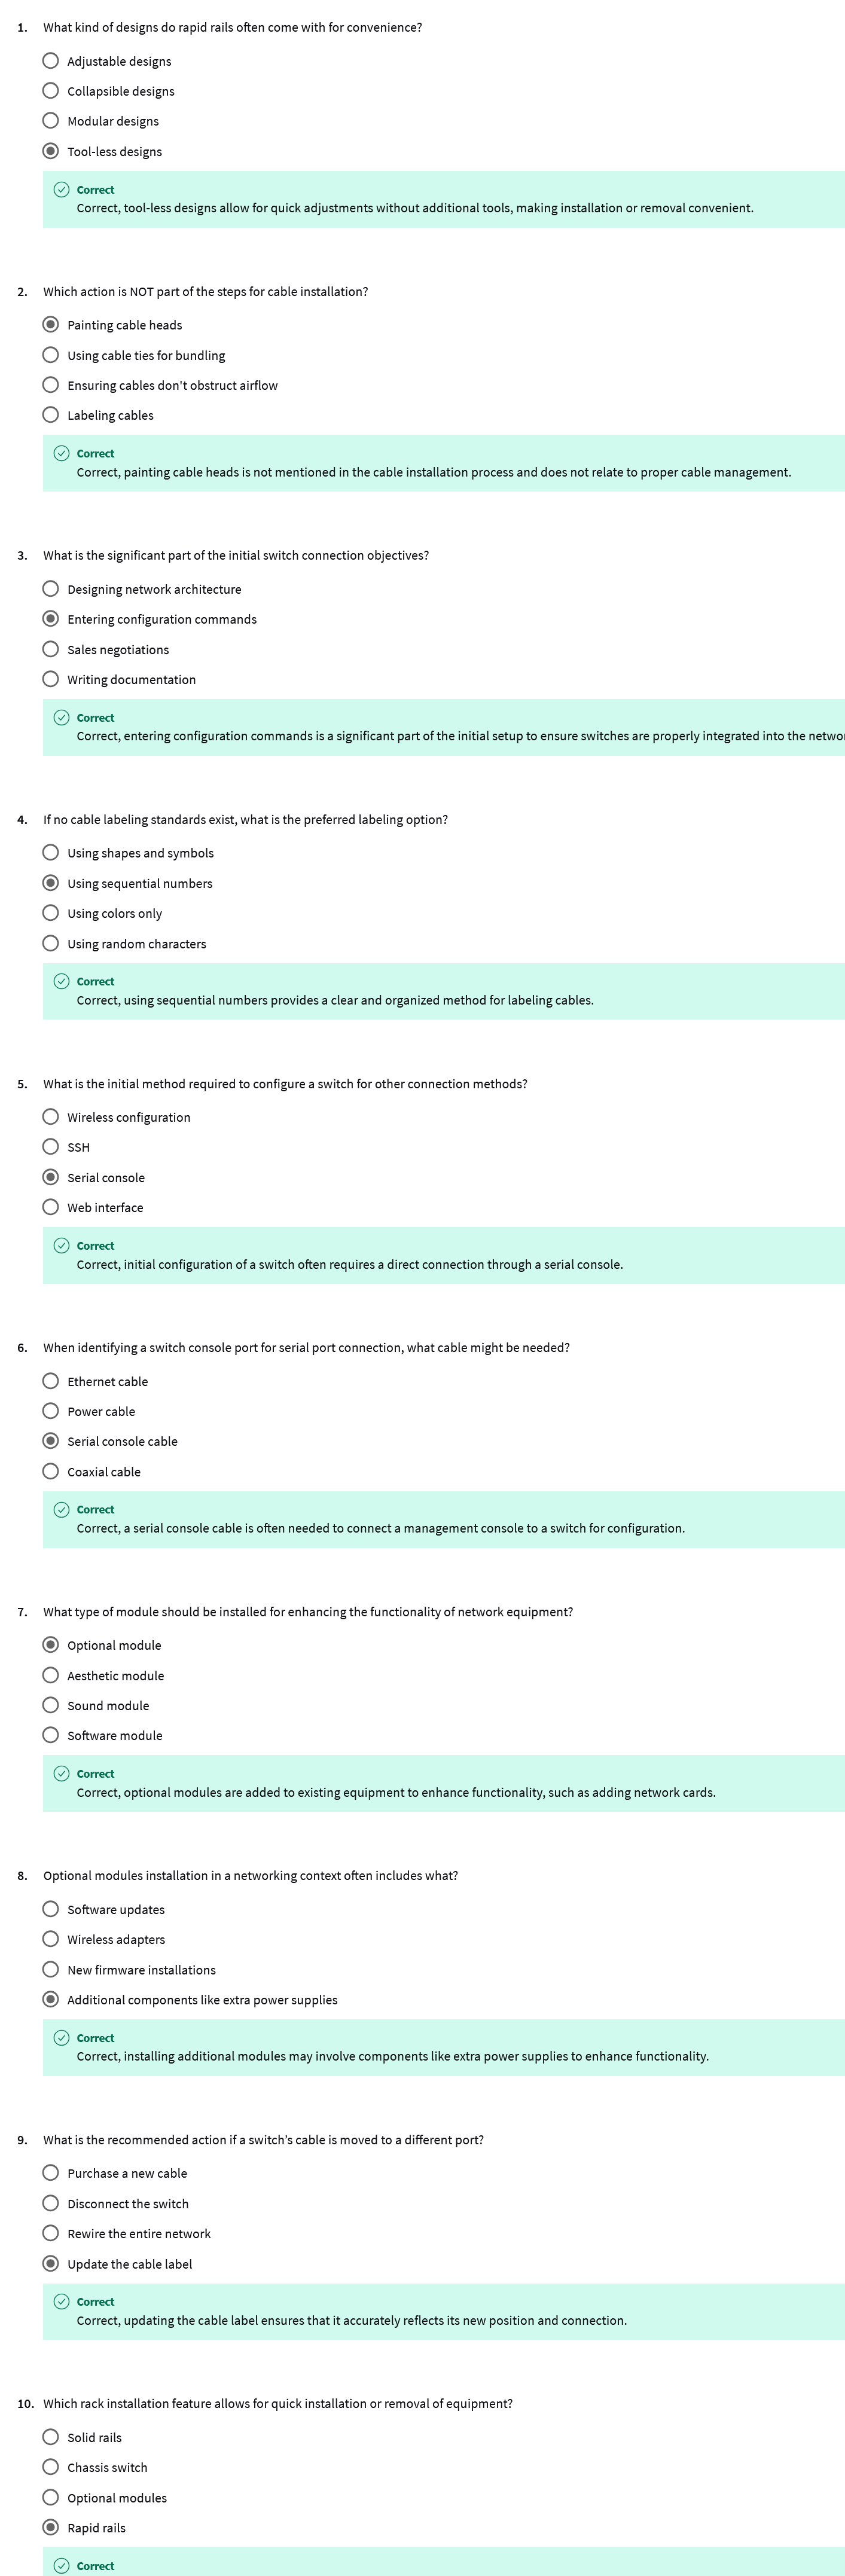 1. What kind of designs do rapid rails often come with for convenience?
Adjustable designs
Collapsible designs
Modular designs
Tool-less designs
Correct
Correct, tool-less designs allow for quick adjustments without additional tools, making installation or removal convenient.
2. Which action is NOT part of the steps for cable installation?
Painting cable heads
Using cable ties for bundling
Ensuring cables don't obstruct airflow
Labeling cables
Correct
Correct, painting cable heads is not mentioned in the cable installation process and does not relate to proper cable management.
3. What is the significant part of the initial switch connection objectives?
Designing network architecture
Entering configuration commands
Sales negotiations
Writing documentation
Correct
Correct, entering configuration commands is a significant part of the initial setup to ensure switches are properly integrated into the
4. If no cable labeling standards exist, what is the preferred labeling option?
Using shapes and symbols
Using sequential numbers
Using colors only
Using random characters
Correct
Correct, using sequential numbers provides a clear and organized method for labeling cables.
5. What is the initial method required to configure a switch for other connection methods?
Wireless configuration
SSH
Serial console
Web interface
Correct
Correct, initial configuration of a switch often requires a direct connection through a serial console.
6. When identifying a switch console port for serial port connection, what cable might be needed?
Ethernet cable
Power cable
Serial console cable
Coaxial cable
Correct
Correct, a serial console cable is often needed to connect a management console to a switch for configuration.
7. What type of module should be installed for enhancing the functionality of network equipment?
Optional module
Aesthetic module
Sound module
Software module
Correct
Correct, optional modules are added to existing equipment to enhance functionality, such as adding network cards.
8. Optional modules installation in a networking context often includes what?
Software updates
Wireless adapters
New firmware installations
Additional components like extra power supplies
Correct
Correct, installing additional modules may involve components like extra power supplies to enhance functionality.
9. What is the recommended action if a switch’s cable is moved to a different port?
Purchase a new cable
Disconnect the switch
Rewire the entire network
Update the cable label
Correct
Correct, updating the cable label ensures that it accurately reflects its new position and connection.
10. Which rack installation feature allows for quick installation or removal of equipment?
Solid rails
Chassis switch
Optional modules
Rapid rails
Correct